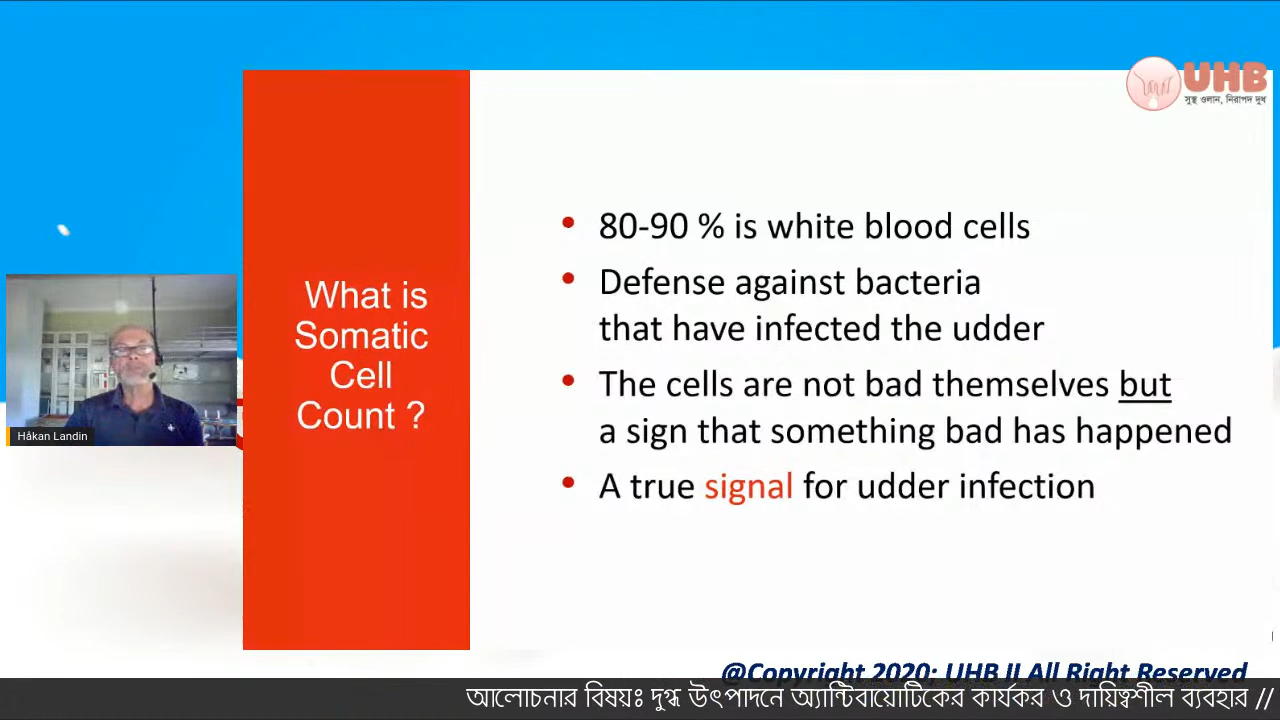 UHB
সুস্থ ওলান, নিরাপদ দুধ
What is
Somatic
Cell
Count ?
• 80-90 % is white blood cells
• Defense against bacteria
that have infected the udder
• The cells are not bad themselves but
a sign that something bad has happened
• A true signal for udder infection
Håkan Landin
@Copyright 2020; UHB II All Right Reserved
আলোচনার বিষয়ঃ দুগ্ধ উৎপাদনে অ্যান্টিবায়োটিকের কার্যকর ও দায়িত্বশীল ব্যবহার //